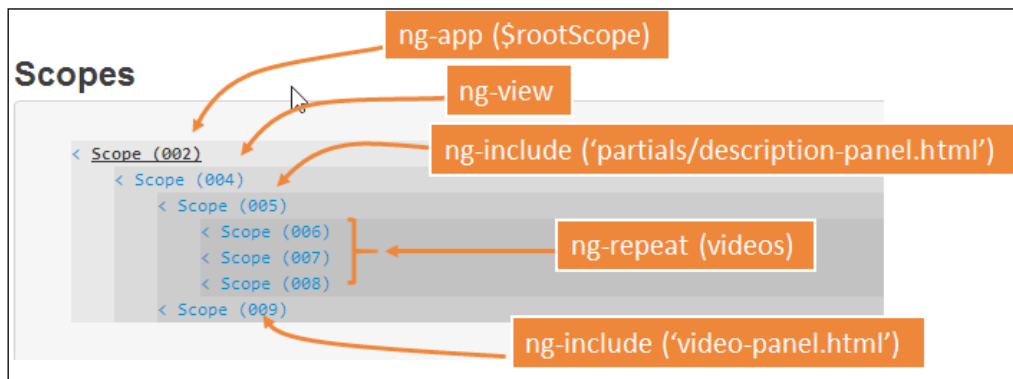 ng-app ($rootScope)
Scopes
ng-view
< Scope (002)
ng-include (‘partials/description-panel.html’)
< Scope (004)
< Scope (005)
< Scope (006)
ng-repeat (videos)
< Scope (007)
< Scope (008)
< Scope (009)
ng-include (‘video-panel.html’)